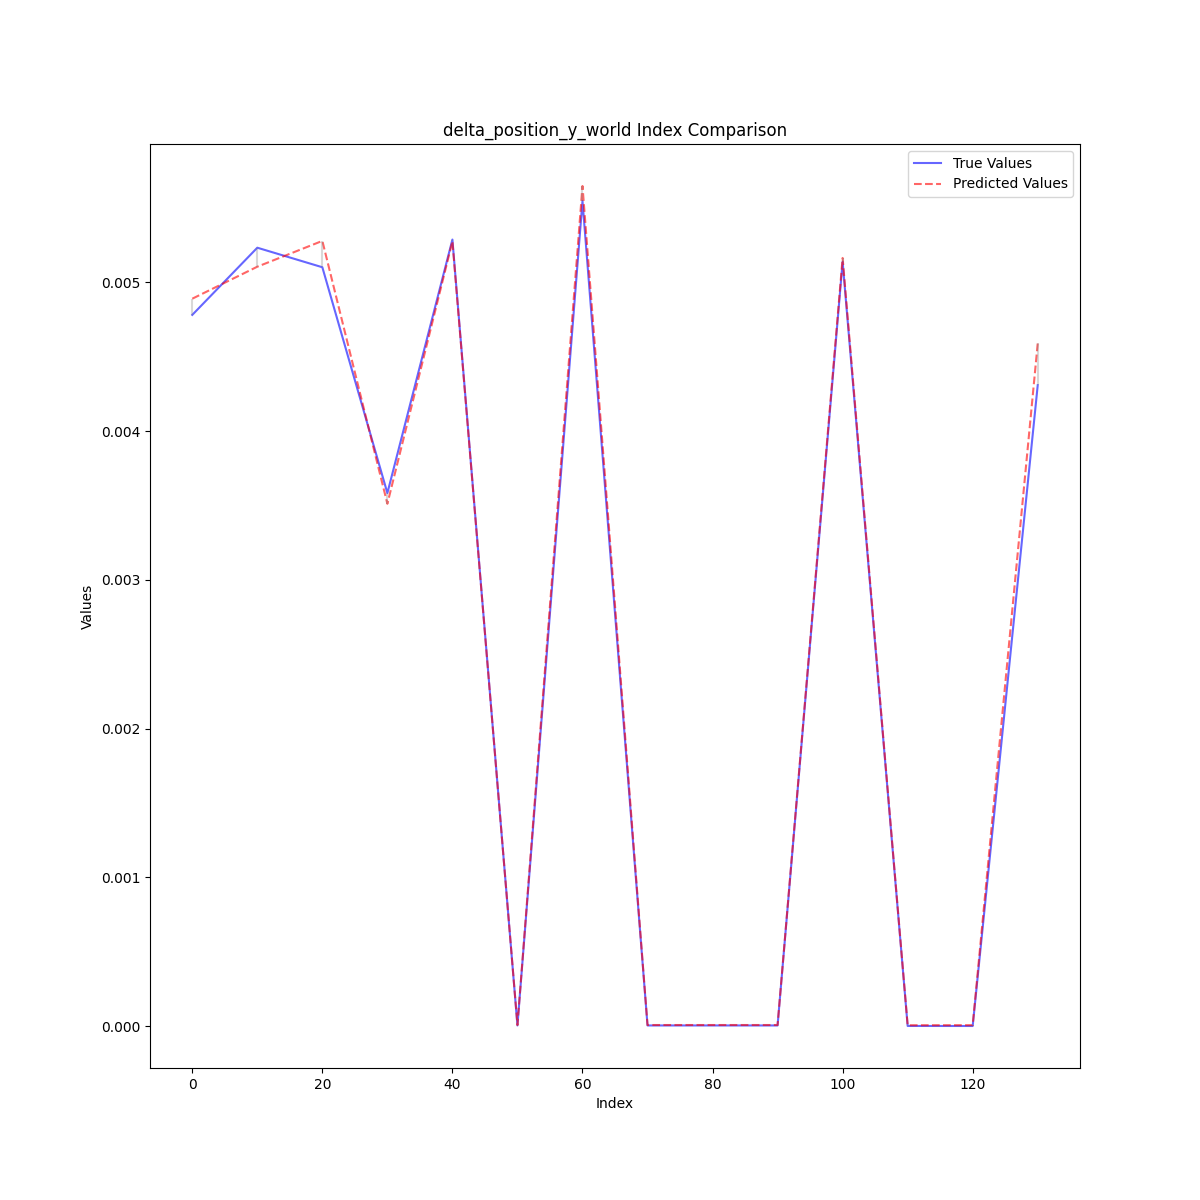 delta_position_y_world Index Comparison
True Values
Predicted Values
0.005
0.004
0.003
0.002
0.001
0.000
Values
0 20 40 60 80 100 120
Index